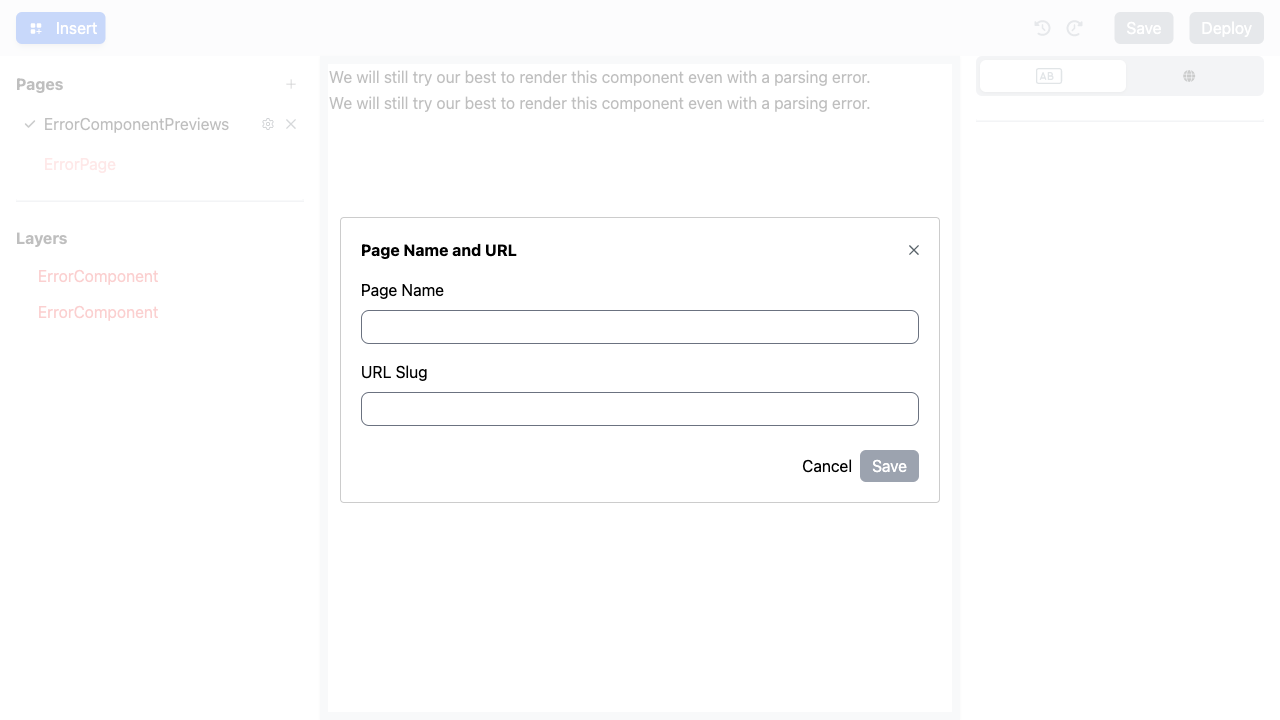 Insert
Save
Deploy
Pages
ErrorComponentPreviews
ErrorPage
Layers
ErrorComponent
ErrorComponent
We will still try our best to render this component even with a parsing error.
We will still try our best to render this component even with a parsing error.
AB
Page Name and URL
Page Name
URL Slug
Cancel
Save